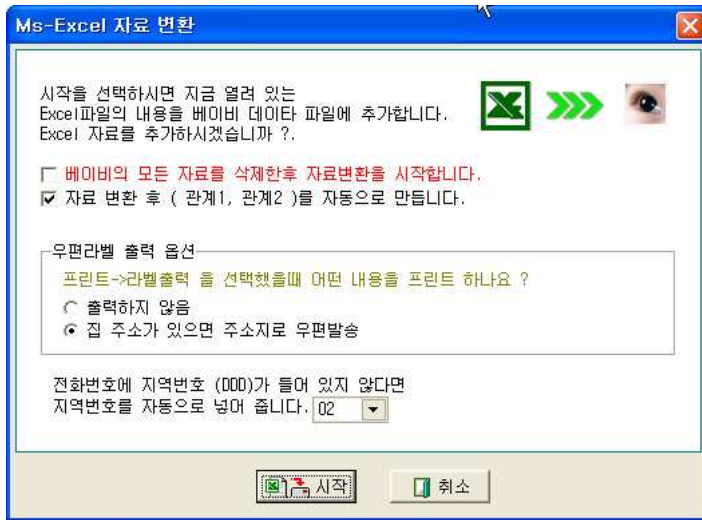 Ms-Excel 자료 변환
시작을 선택하시면 지금 열려 있는
Excel파일의 내용을 베이비 데이타 파일에 추가합니다.
Excel 자료를 추가하시겠습니까 ?.
베이비의 모든 자료를 삭제한후 자료변환을 시작합니다.
자료 변환 후 ( 관계1, 관계2 )를 자동으로 만듭니다.
우편라벨 출력 옵션
프린트->라벨출력 을 선택했을때 어떤 내용을 프린트 하나요 ?
출력하지 않음
집 주소가 있으면 주소지로 우편발송
전화번호에 지역번호 (DDD)가 들어 있지 않다면
지역번호를 자동으로 넣어 줍니다. 02
시작 취소